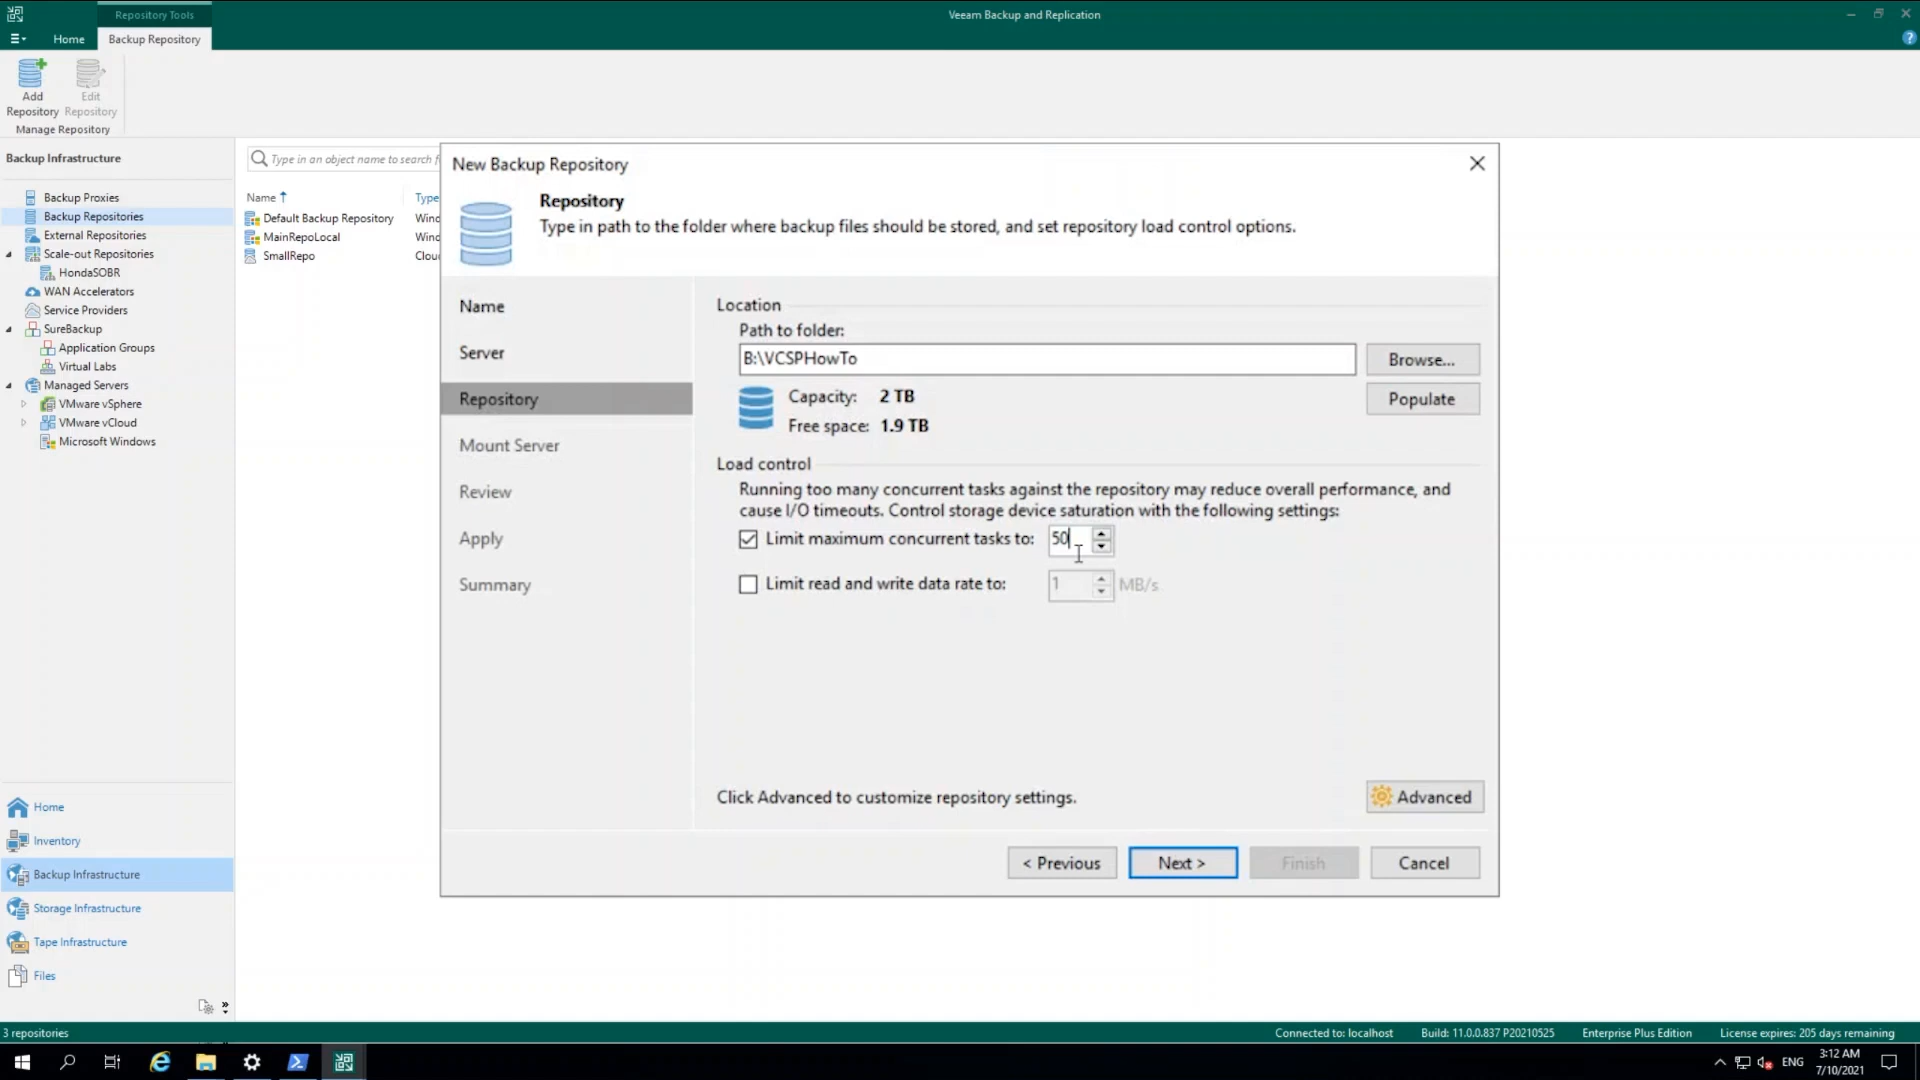 Repository Tools
Veeam Backup and Replication
Home
Backup Repository
Add
Repository
Edit
Repository
Manage Repository
Backup Infrastructure
Backup Proxies
Backup Repositories
External Repositories
Scale-out Repositories
HondaSOBR
WAN Accelerators
Service Providers
SureBackup
Application Groups
Virtual Labs
Managed Servers
VMware vSphere
VMware vCloud
Microsoft Windows
Home
Inventory
Backup Infrastructure
Storage Infrastructure
Tape Infrastructure
Files
Type in an object name to search f
Name
Type
Default Backup Repository
Wind
MainRepoLocal
Wind
SmallRepo
Clou
New Backup Repository
Repository
Type in path to the folder where backup files should be stored, and set repository load control options.
Name
Server
Repository
Mount Server
Review
Apply
Summary
Location
Path to folder:
B:\VCSPHowTo
Browse...
Capacity: 2 TB
Populate
Free space: 1.9 TB
Load control
Running too many concurrent tasks against the repository may reduce overall performance, and
cause I/O timeouts. Control storage device saturation with the following settings:
Limit maximum concurrent tasks to: 50
Limit read and write data rate to: 1 MB/s
Click Advanced to customize repository settings.
Advanced
< Previous
Next >
Finish
Cancel
3 repositories
Connected to: localhost
Build: 11.0.0.837 P20210525
Enterprise Plus Edition
License expires: 205 days remaining
ENG
3:12 AM
7/10/2021